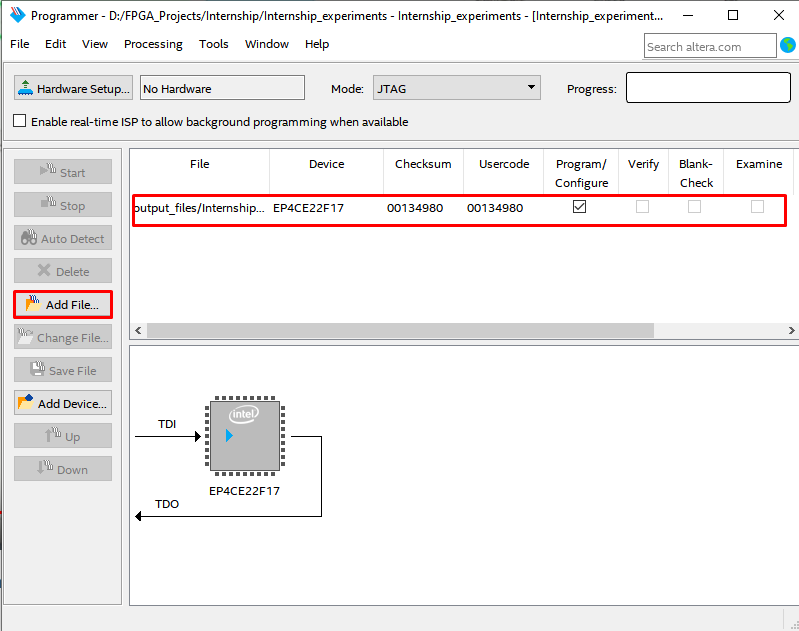 Programmer - D:/FPGA_Projects/Internship/Internship_experiments - Internship_experiments - [Internship_experiment...
File Edit View Processing Tools Window Help
Search altera.com
Hardware Setup... No Hardware Mode: JTAG Progress:
Enable real-time ISP to allow background programming when available
Start
Stop
Auto Detect
Delete
Add File...
Change File...
Save File
Add Device...
Up
Down
File Device Checksum Usercode Program/ Verify Blank- Examine
Configure Check
output_files/Internship... EP4CE22F17 00134980 00134980
TDI
intel
EP4CE22F17
TDO